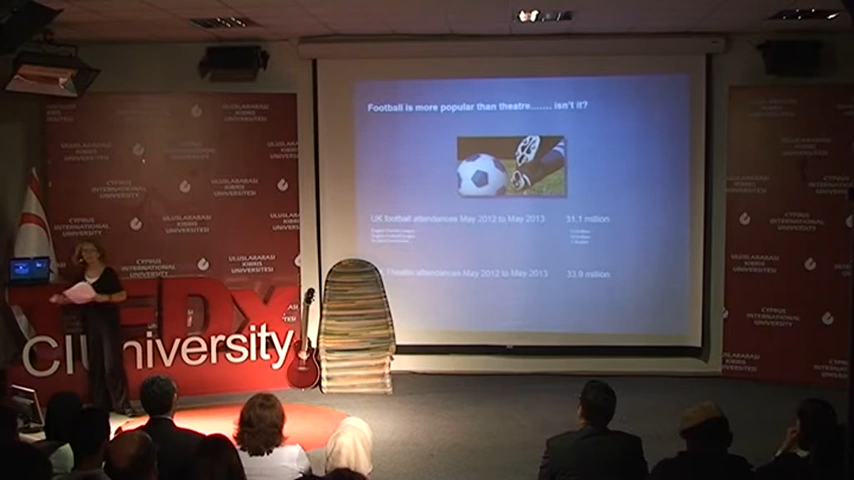 Football is more popular than theatre....... isn't it?
UK football attendances May 2012 to May 2013 31.1 million
Theatre attendances May 2012 to May 2013 33.9 million
ULUSLARARASI
KIBRIS
ÜNİVERSİTESİ
CYPRUS
INTERNATIONAL
UNIVERSITY
TEDX
CIUniversity